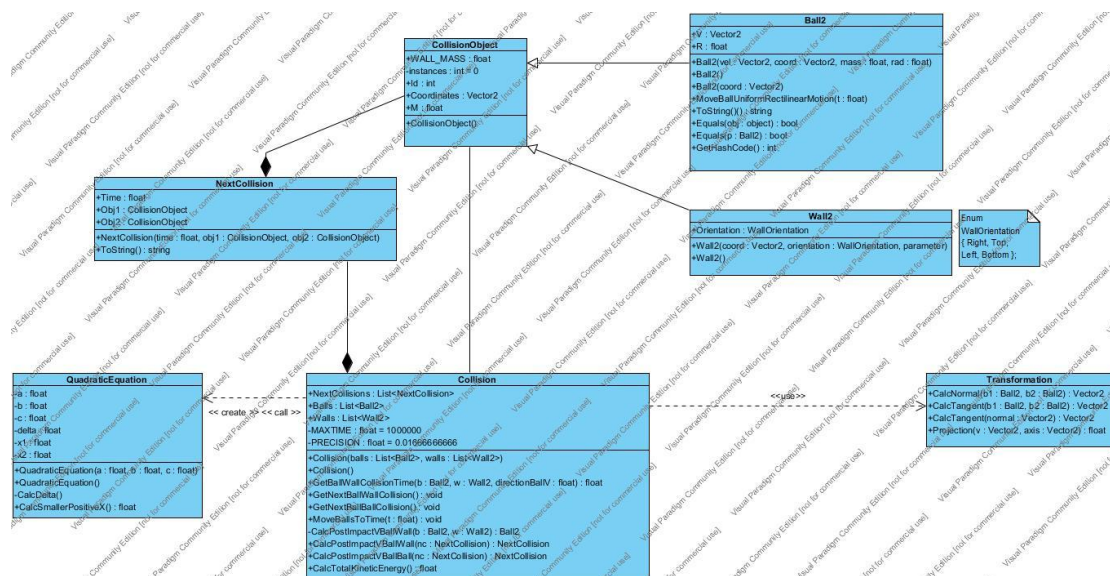 CollisionObject
+WALL_MASS : float
-instances : int = 0
+Id : int
+Coordinates : Vector2
+M : float
+CollisionObject()
Ball2
+V : Vector2
+R : float
+Ball2(vel : Vector2, coord : Vector2, mass : float, rad : float)
+Ball2()
+Ball2(coord : Vector2)
+MoveBallUniformRectilinearMotion(t : float)
+ToString()() : string
+Equals(obj : object) : bool
+Equals(p : Ball2) : bool
+GetHashCode() : int
NextCollision
+Time : float
+Obj1 : CollisionObject
+Obj2 : CollisionObject
+NextCollision(time : float, obj1 : CollisionObject, obj2 : CollisionObject)
+ToString() : string
Wall2
+Orientation : WallOrientation
+Wall2(coord : Vector2, orientation : WallOrientation, parameter)
+Wall2()
Enum
WallOrientation
{ Right, Top,
Left, Bottom };
QuadraticEquation
-a : float
-b : float
-c : float
-delta : float
-x1 : float
-x2 : float
+QuadraticEquation(a : float, b : float, c : float)
+QuadraticEquation()
-CalcDelta()
+CalcSmallerPositiveX() : float
<< create >> << call >>
Collision
+NextCollisions : List<NextCollision>
+Balls : List<Ball2>
+Walls : List<Wall2>
-MAXTIME : float = 1000000
-PRECISION : float = 0.01666666666
+Collision(balls : List<Ball2>, walls : List<Wall2>)
+Collision()
+GetBallWallCollisionTime(b : Ball2, w : Wall2, directionBallV : float) : float
+GetNextBallWallCollision() : void
+GetNextBallBallCollision() : void
+MoveBallsToTime(t : float) : void
-CalcPostImpactVBallWall(b : Ball2, w : Wall2) : Ball2
+CalcPostImpactVBallWall(nc : NextCollision) : NextCollision
+CalcPostImpactVBallBall(nc : NextCollision) : NextCollision
+CalcTotalKineticEnergy() : float
<<use>>
Transformation
+CalcNormal(b1 : Ball2, b2 : Ball2) : Vector2
+CalcTangent(b1 : Ball2, b2 : Ball2) : Vector2
+CalcTangent(normal : Vector2) : Vector2
+Projection(v : Vector2, axis : Vector2) : float
Visual Paradigm Community Edition [not for commercial use]